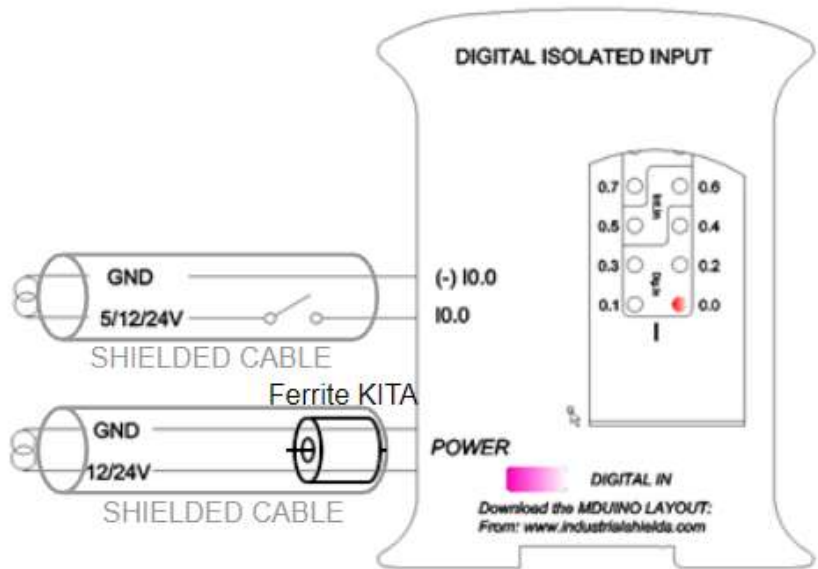 DIGITAL ISOLATED INPUT
0.7
0.6
0.5
0.4
0.3
0.2
0.1
0.0
Dig.In
GND
(-) I0.0
5/12/24V
I0.0
SHIELDED CABLE
Ferrite KITA
GND
POWER
12/24V
DIGITAL IN
SHIELDED CABLE
Download the MDUINO LAYOUT:
From: www.industrialshields.com